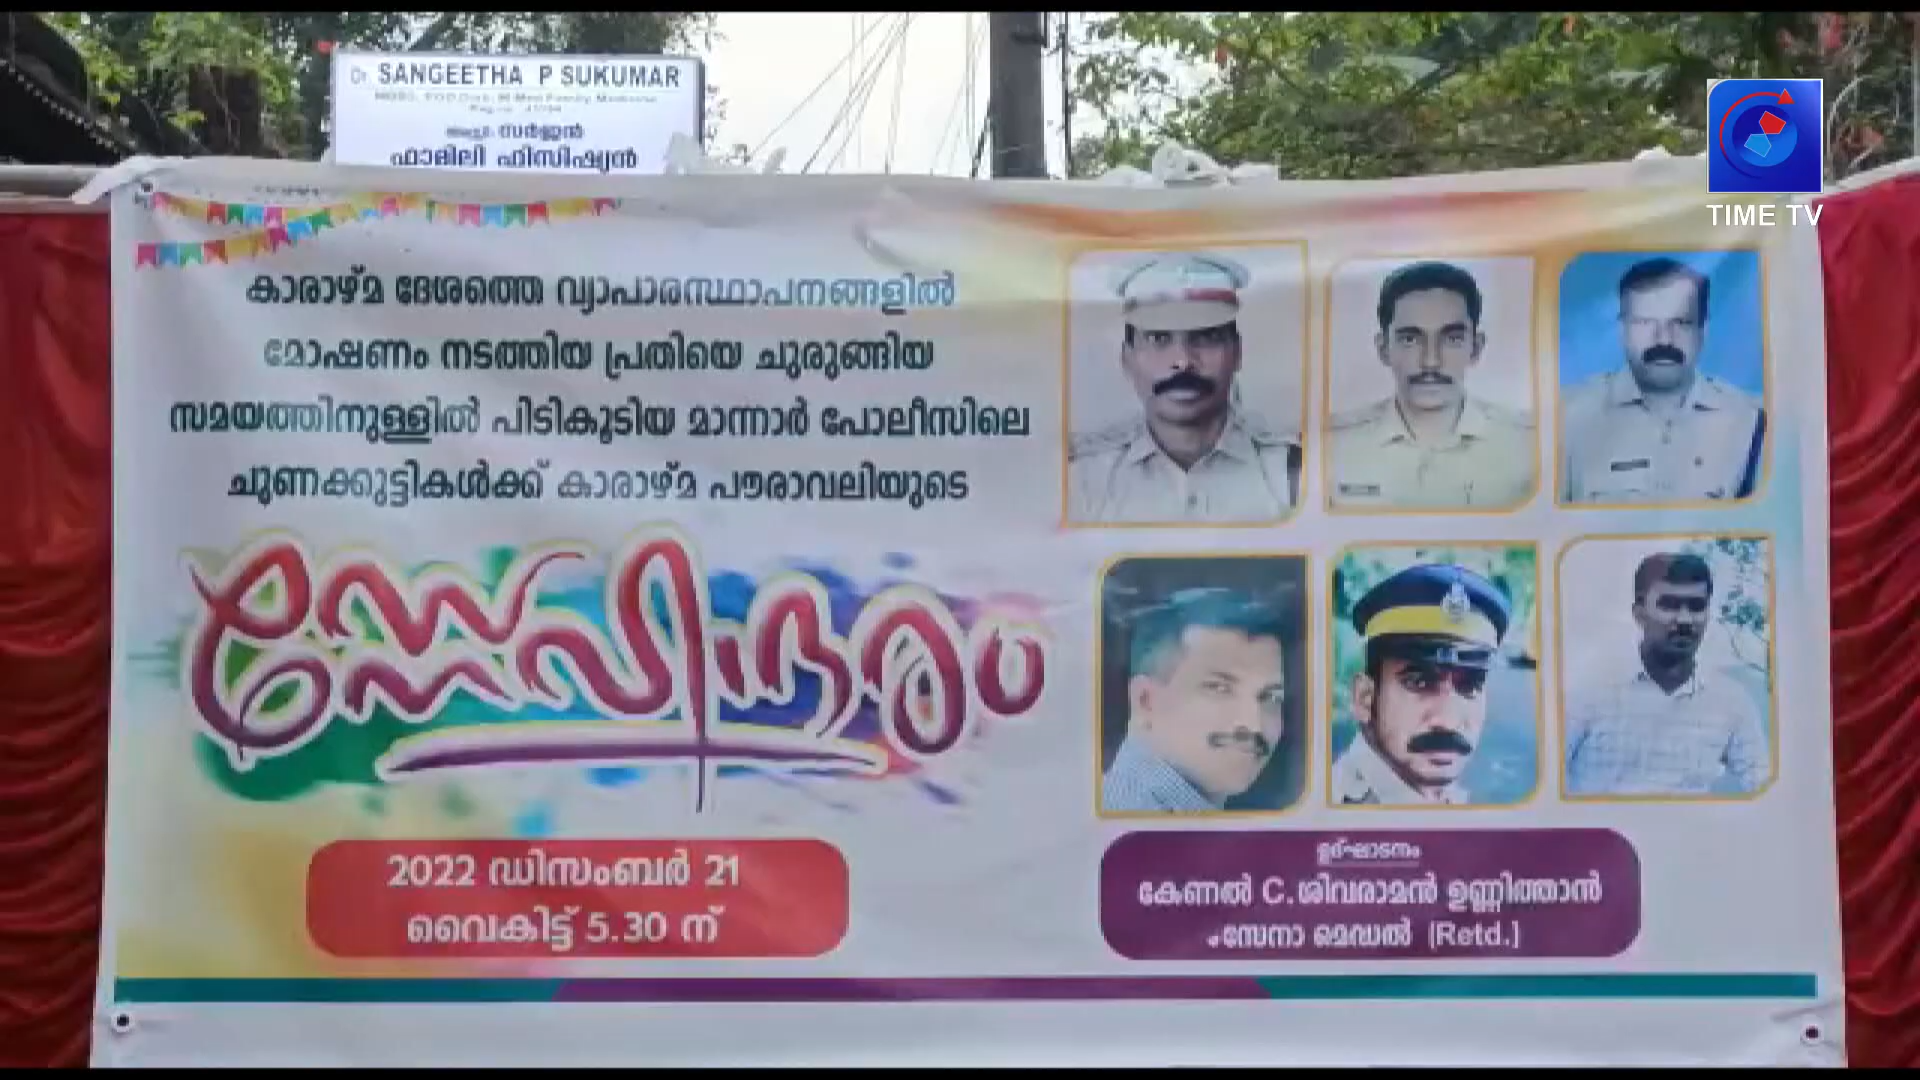 Dr. SANGEETHA P SUKUMAR
സർജൻ
ഫാമിലി ഫിസിഷ്യൻ
TIME TV
കാരാഴ്മ ദേശത്തെ വ്യാപാരസ്ഥാപനങ്ങളിൽ
മോഷണം നടത്തിയ പ്രതിയെ ചുരുങ്ങിയ
സമയത്തിനുള്ളിൽ പിടികൂടിയ മാന്നാർ പോലീസിലെ
ചുണക്കുട്ടികൾക്ക് കാരാഴ്മ പൗരാവലിയുടെ
സ്നേഹാദരം
2022 ഡിസംബർ 21
വൈകിട്ട് 5.30 ന്
ഉദ്ഘാടനം
കേണൽ C.ശിവരാമൻ ഉണ്ണിത്താൻ
സേനാ മെഡൽ (Retd.)